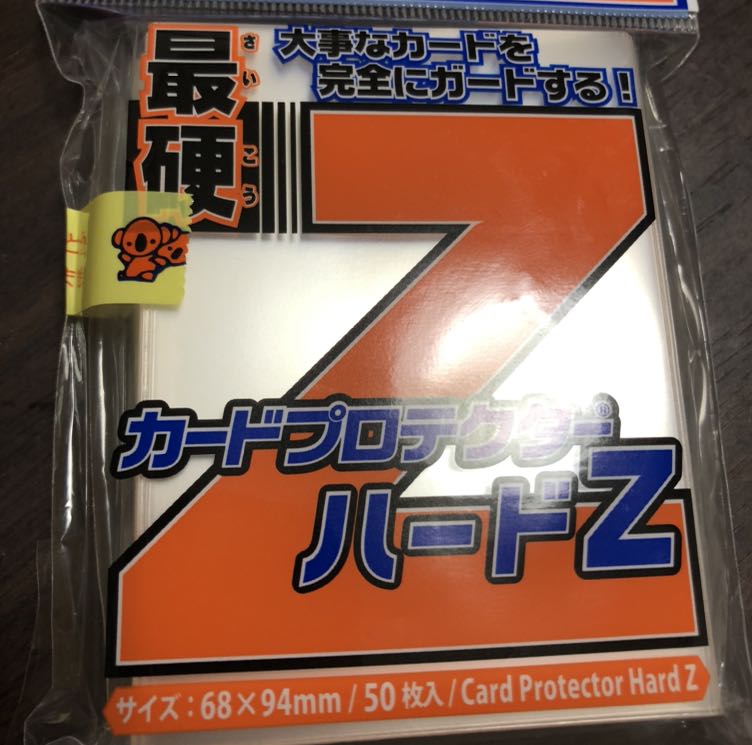 最硬
さいこう
大事なカードを
完全にガードする!
Z
カードプロテクター®
ハードZ
サイズ:68×94mm/50枚入/Card Protector Hard Z